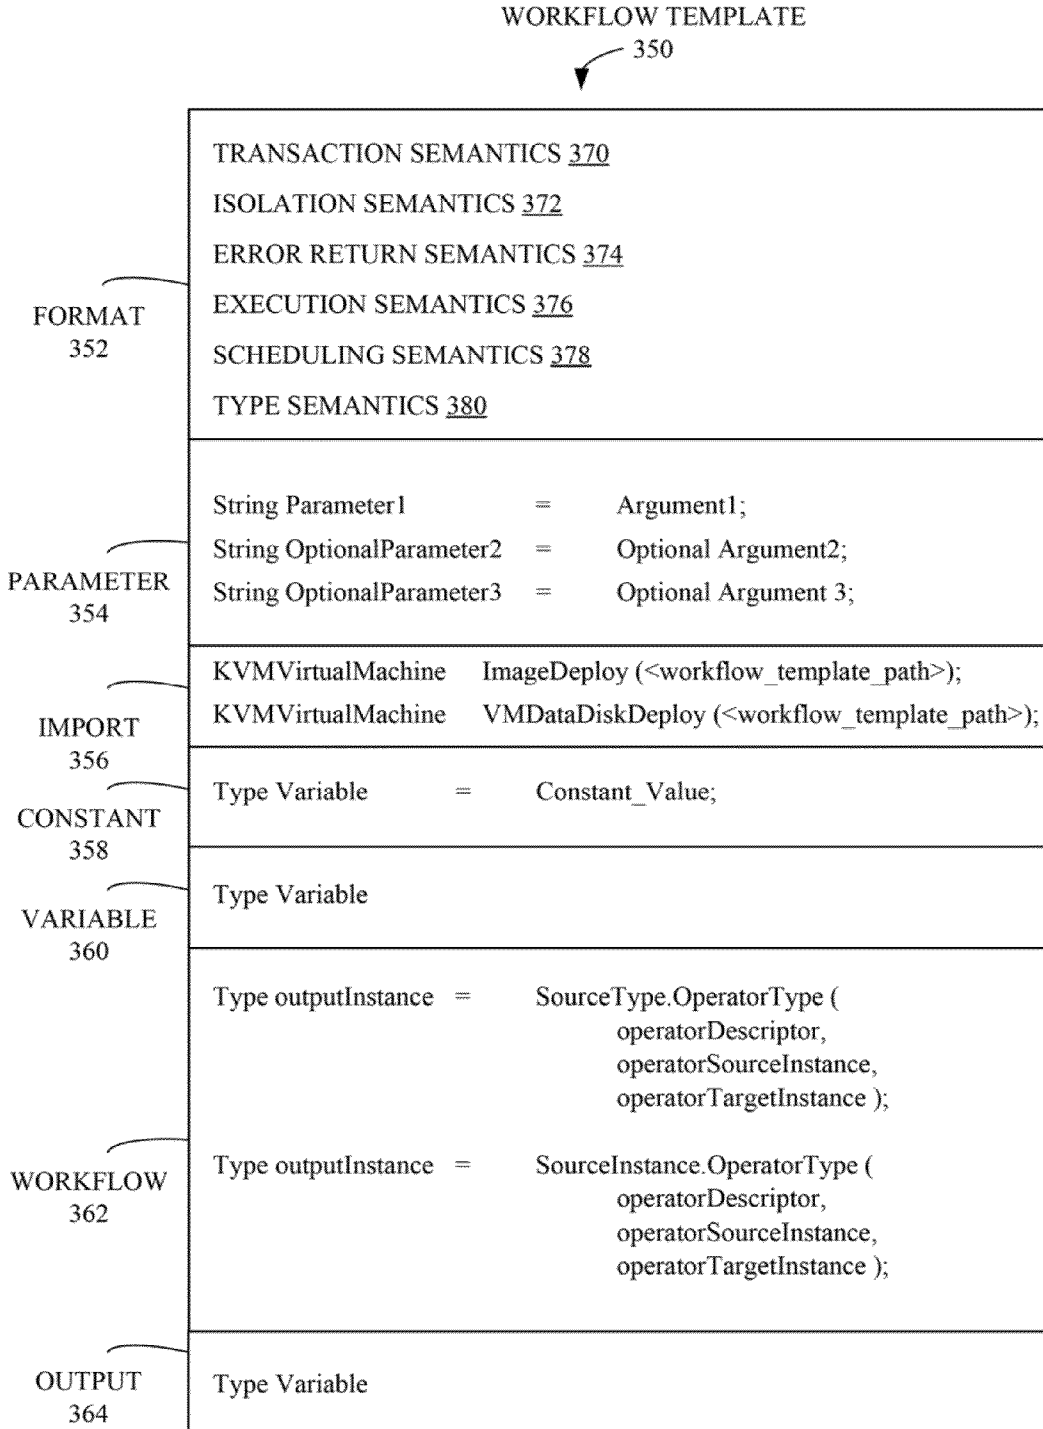 WORKFLOW TEMPLATE
350
TRANSACTION SEMANTICS 370
ISOLATION SEMANTICS 372
ERROR RETURN SEMANTICS 374
EXECUTION SEMANTICS 376
SCHEDULING SEMANTICS 378
TYPE SEMANTICS 380
FORMAT
352
String Parameter1 = Argument1;
String OptionalParameter2 = Optional Argument2;
String OptionalParameter3 = Optional Argument 3;
PARAMETER
354
KVMVirtualMachine ImageDeploy (<workflow_template_path>);
KVMVirtualMachine VMDataDiskDeploy (<workflow_template_path>);
IMPORT
356
Type Variable = Constant_Value;
CONSTANT
358
Type Variable
VARIABLE
360
Type outputInstance = SourceType.OperatorType (
operatorDescriptor,
operatorSourceInstance,
operatorTargetInstance );
Type outputInstance = SourceInstance.OperatorType (
operatorDescriptor,
operatorSourceInstance,
operatorTargetInstance );
WORKFLOW
362
Type Variable
OUTPUT
364